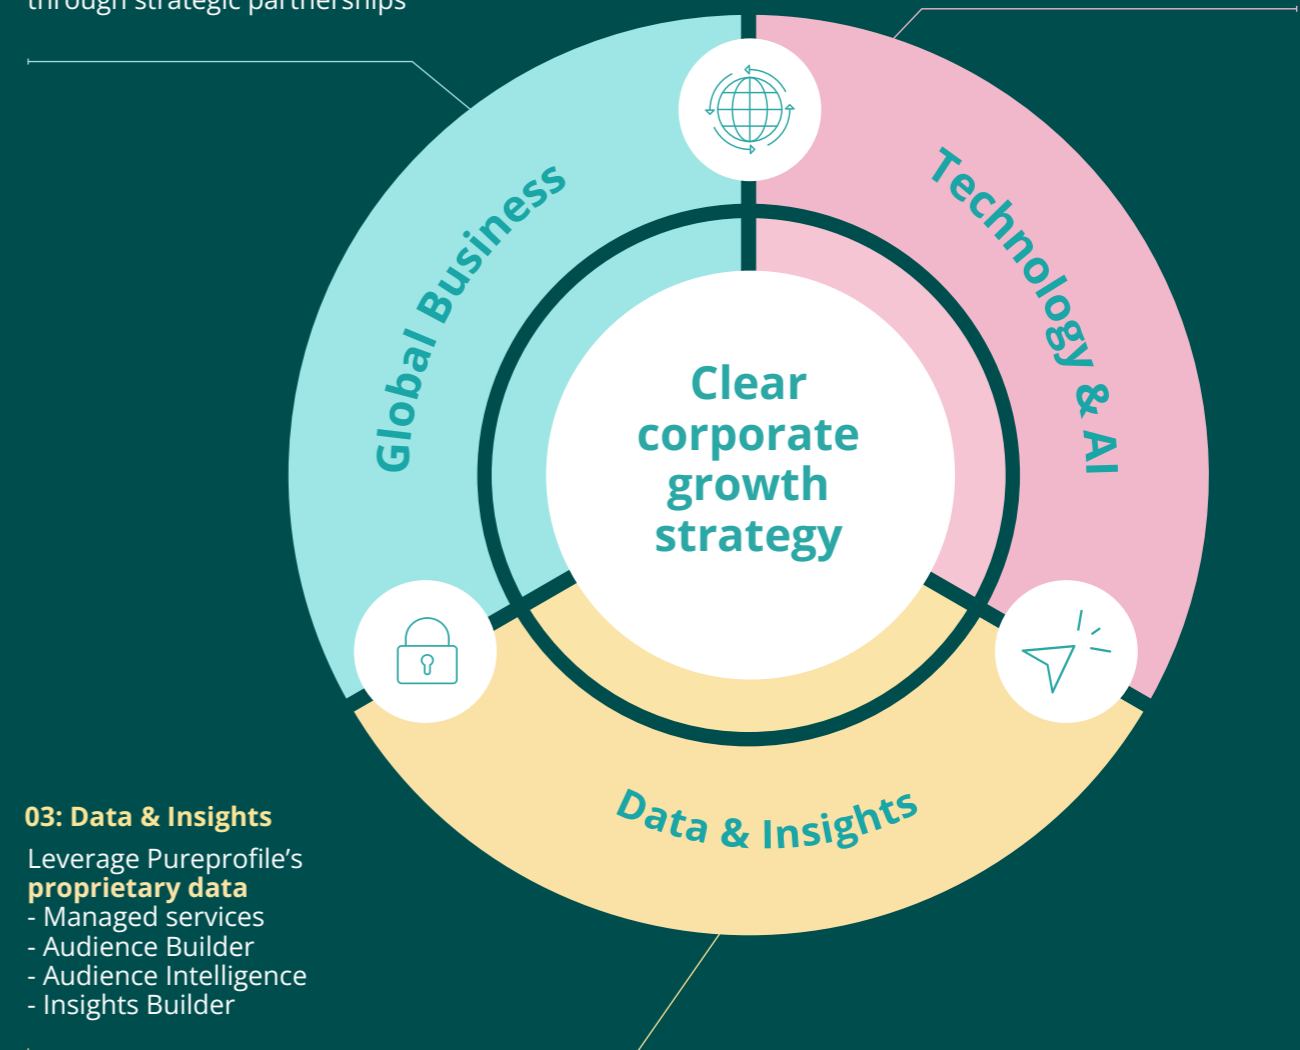 through strategic partnerships
Global Business
Technology & AI
Clear
corporate
growth
strategy
Data & Insights
03: Data & Insights
Leverage Pureprofile’s
proprietary data
- Managed services
- Audience Builder
- Audience Intelligence
- Insights Builder